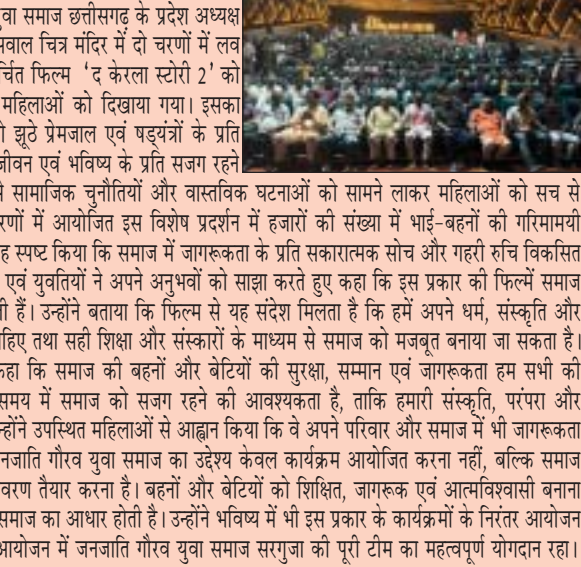 युवा समाज छत्तीसगढ़ के प्रदेश अध्यक्ष
चित्र मंदिर में दो चरणों में लव
चर्चित फिल्म ‘द केरला स्टोरी 2’ को
महिलाओं को दिखाया गया। इसका
झूठे प्रेमजाल एवं षड्यंत्रों के प्रति
जीवन एवं भविष्य के प्रति सजग रहने
सामाजिक चुनौतियों और वास्तविक घटनाओं को सामने लाकर महिलाओं को सच से
में आयोजित इस विशेष प्रदर्शन में हजारों की संख्या में भाई-बहनों की गरिमामयी
स्पष्ट किया कि समाज में जागरूकता के प्रति सकारात्मक सोच और गहरी रुचि विकसित
एवं युवतियों ने अपने अनुभवों को साझा करते हुए कहा कि इस प्रकार की फिल्में समाज
हैं। उन्होंने बताया कि फिल्म से यह संदेश मिलता है कि हमें अपने धर्म, संस्कृति और
तथा सही शिक्षा और संस्कारों के माध्यम से समाज को मजबूत बनाया जा सकता है।
कहा कि समाज की बहनों और बेटियों की सुरक्षा, सम्मान एवं जागरूकता हम सभी की
समय में समाज को सजग रहने की आवश्यकता है, ताकि हमारी संस्कृति, परंपरा और
उपस्थित महिलाओं से आह्वान किया कि वे अपने परिवार और समाज में भी जागरूकता
गौरव युवा समाज का उद्देश्य केवल कार्यक्रम आयोजित करना नहीं, बल्कि समाज
तैयार करना है। बहनों और बेटियों को शिक्षित, जागरूक एवं आत्मविश्वासी बनाना
समाज का आधार होती है। उन्होंने भविष्य में भी इस प्रकार के कार्यक्रमों के निरंतर आयोजन
आयोजन में जनजाति गौरव युवा समाज सरगुजा की पूरी टीम का महत्वपूर्ण योगदान रहा।